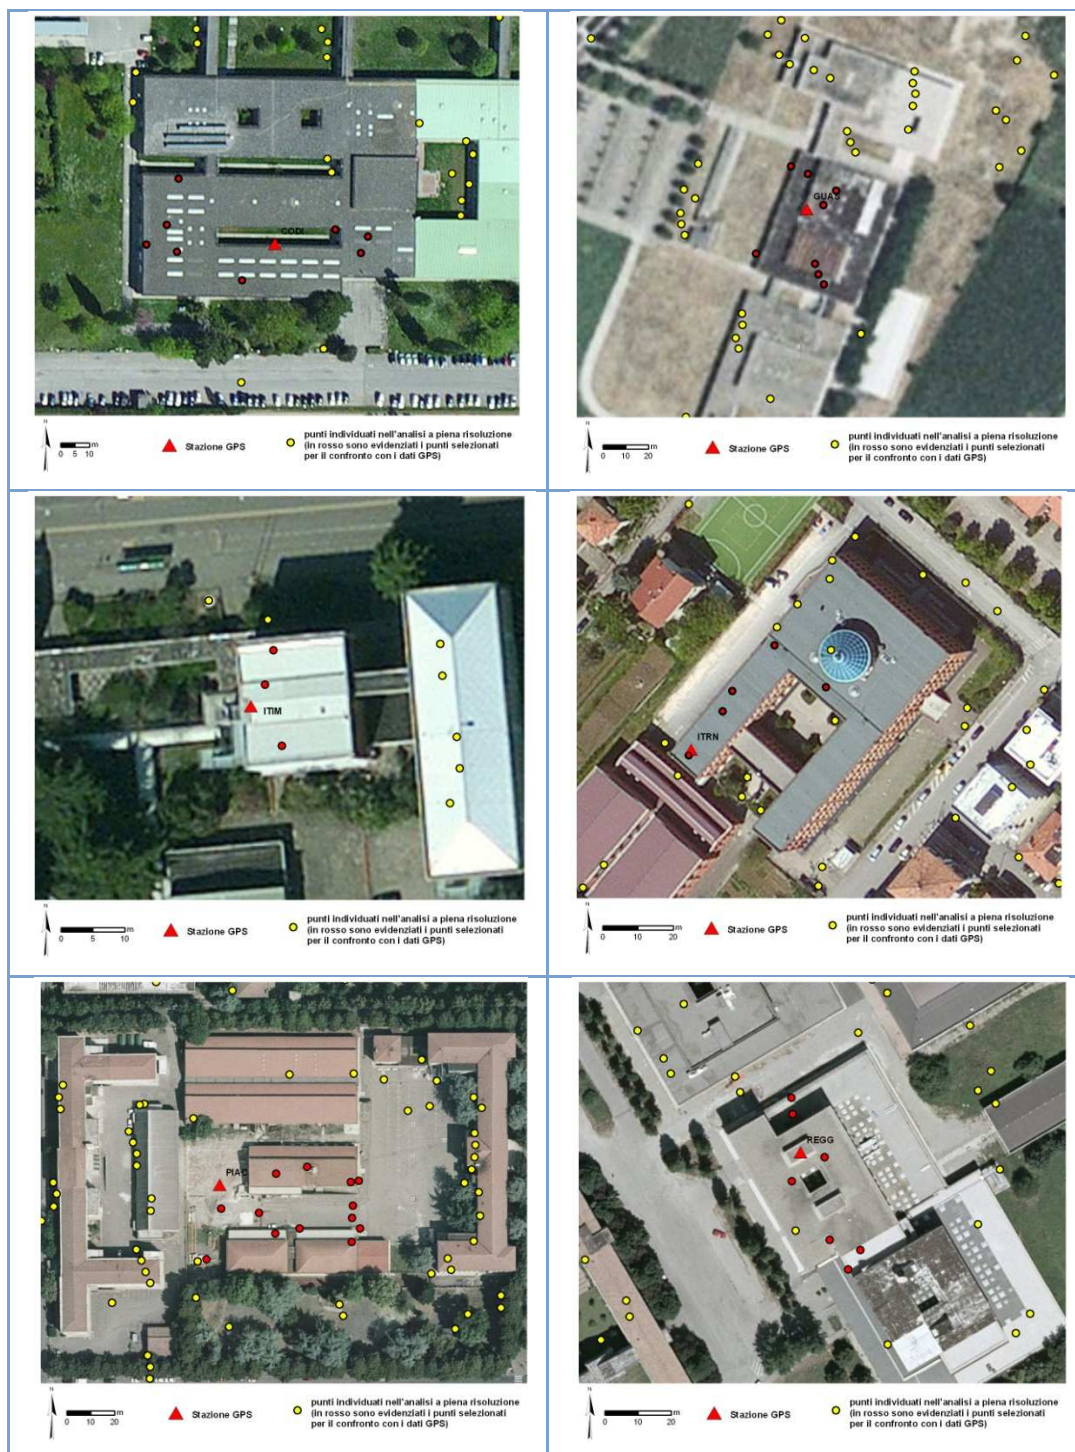 CODI
N
m
0 5 10
Stazione GPS
punti individuati nell'analisi a piena risoluzione
(in rosso sono evidenziati i punti selezionati
per il confronto con i dati GPS)
GUAS
N
m
0 10 20
Stazione GPS
punti individuati nell'analisi a piena risoluzione
(in rosso sono evidenziati i punti selezionati
per il confronto con i dati GPS)
ITIM
N
m
0 5 10
Stazione GPS
punti individuati nell'analisi a piena risoluzione
(in rosso sono evidenziati i punti selezionati
per il confronto con i dati GPS)
ITRN
N
m
0 10 20
Stazione GPS
punti individuati nell'analisi a piena risoluzione
(in rosso sono evidenziati i punti selezionati
per il confronto con i dati GPS)
PIAC
N
m
0 10 20
Stazione GPS
punti individuati nell'analisi a piena risoluzione
(in rosso sono evidenziati i punti selezionati
per il confronto con i dati GPS)
REGG
N
m
0 10 20
Stazione GPS
punti individuati nell'analisi a piena risoluzione
(in rosso sono evidenziati i punti selezionati
per il confronto con i dati GPS)